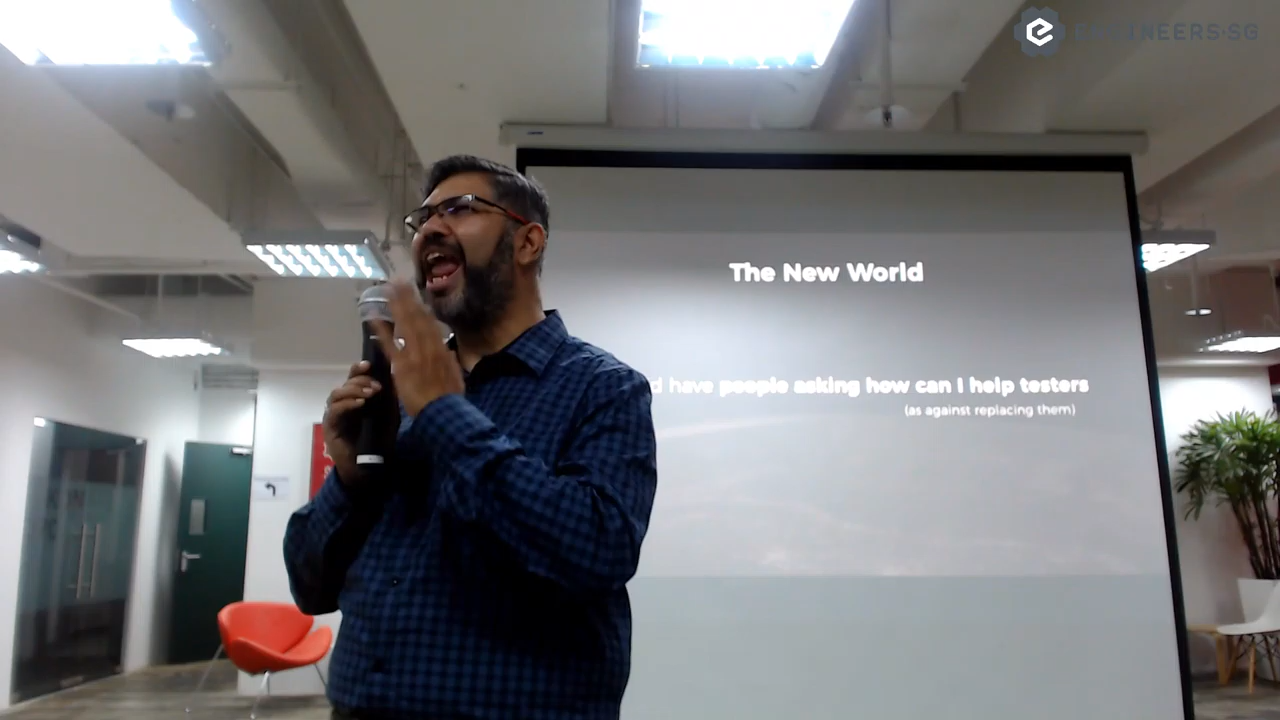 ENGINEERS.SG
The New World
d have people asking how can I help testers
(as against replacing them)